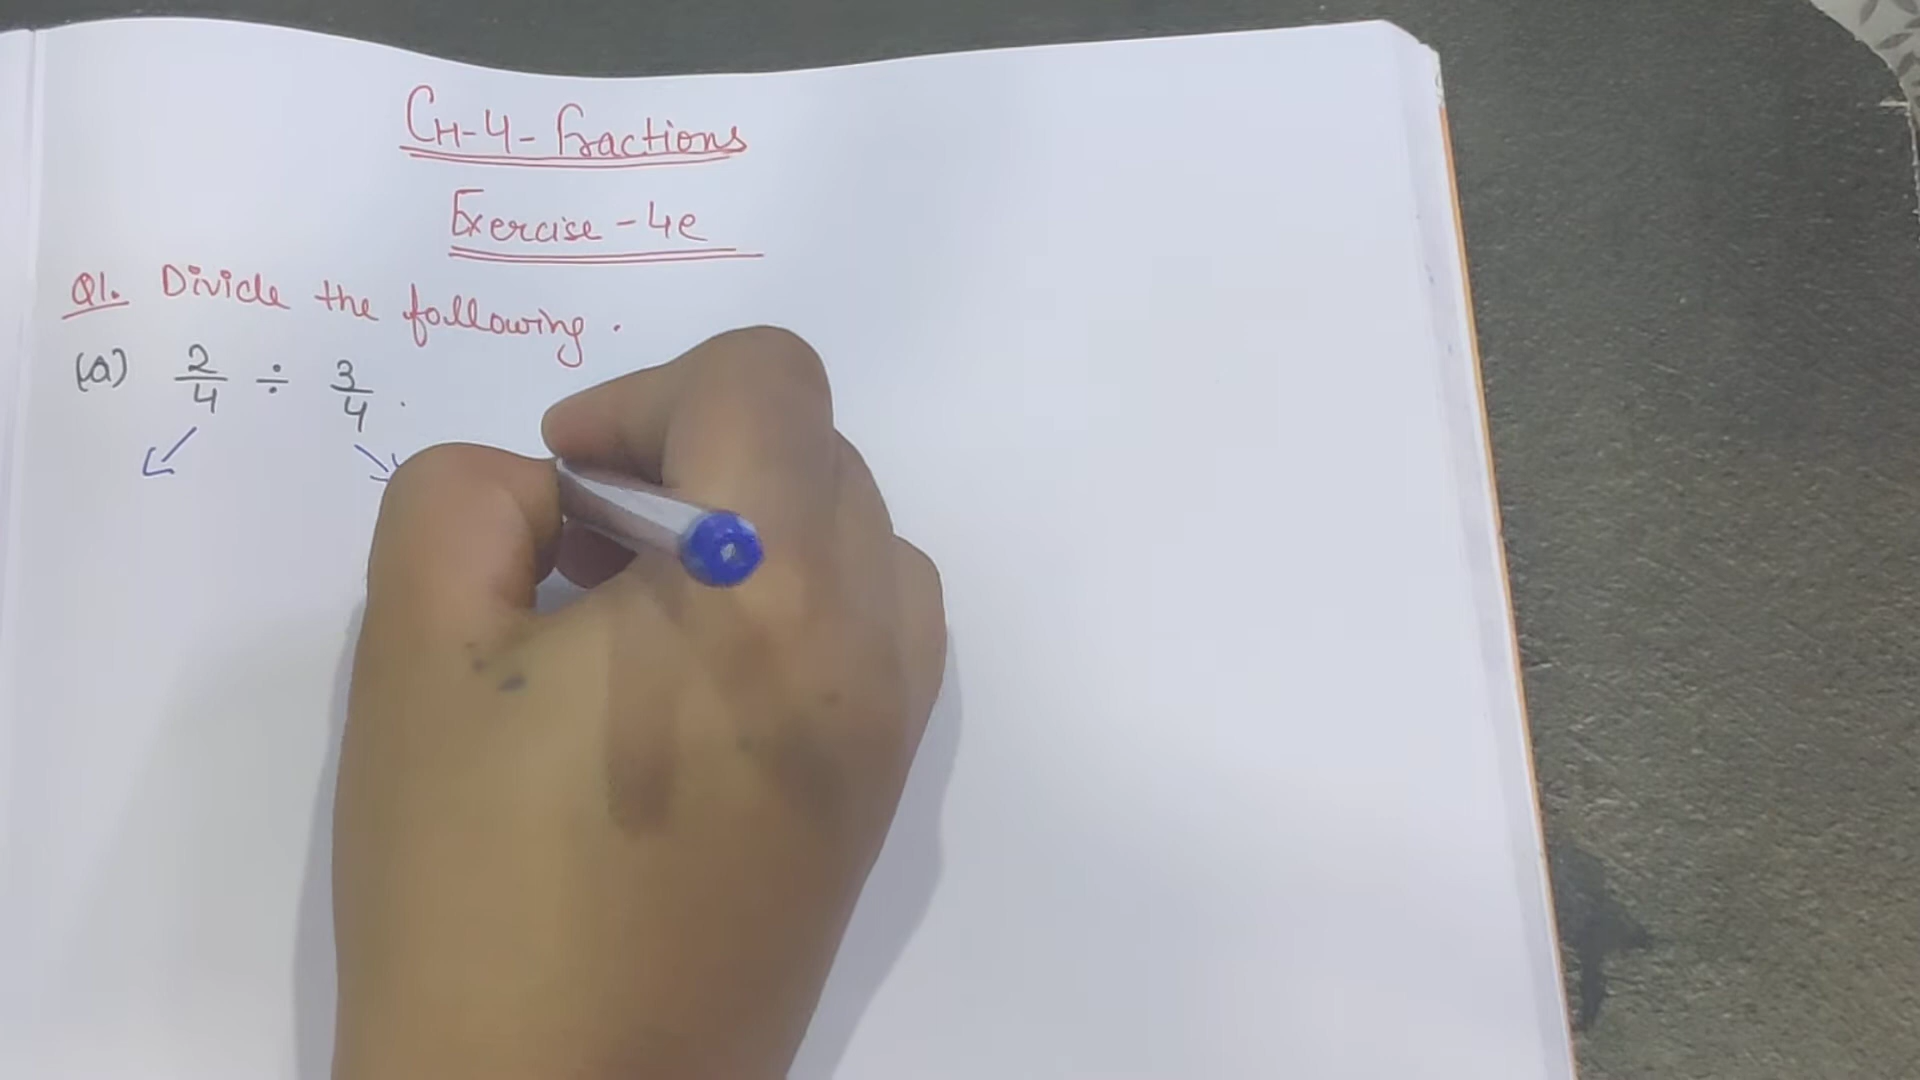 CH-4-Fractions
Exercise-4e
Q1. Divide the following.
(a) 2/4 ÷ 3/4.